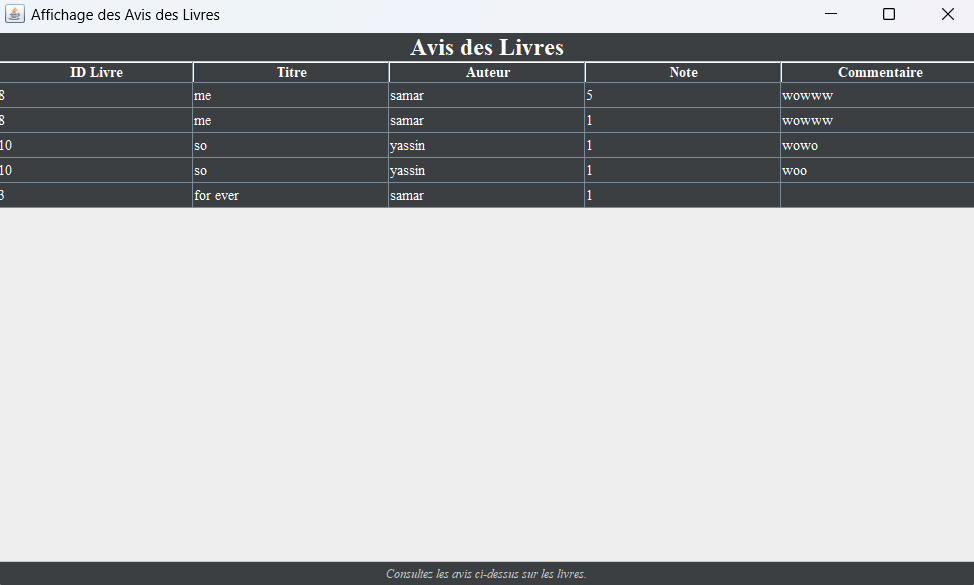 Affichage des Avis des Livres
Avis des Livres
ID Livre Titre Auteur Note Commentaire
8 me samar 5 wowww
8 me samar 1 wowww
10 so yassin 1 wowo
10 so yassin 1 woo
3 for ever samar 1
Consultez les avis ci-dessus sur les livres.